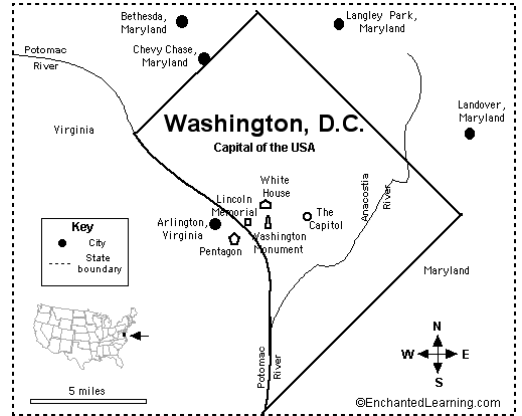 Bethesda,
Maryland
Langley Park,
Maryland
Chevy Chase,
Maryland
Potomac
River
Landover,
Maryland
Virginia
Washington, D.C.
Capital of the USA
White
House
Lincoln
Memorial
The
Capitol
Anacostia
River
Arlington,
Virginia
Washington
Monument
Pentagon
Key
City
State
boundary
Maryland
Potomac
River
N
W
E
S
5 miles
©EnchantedLearning.com